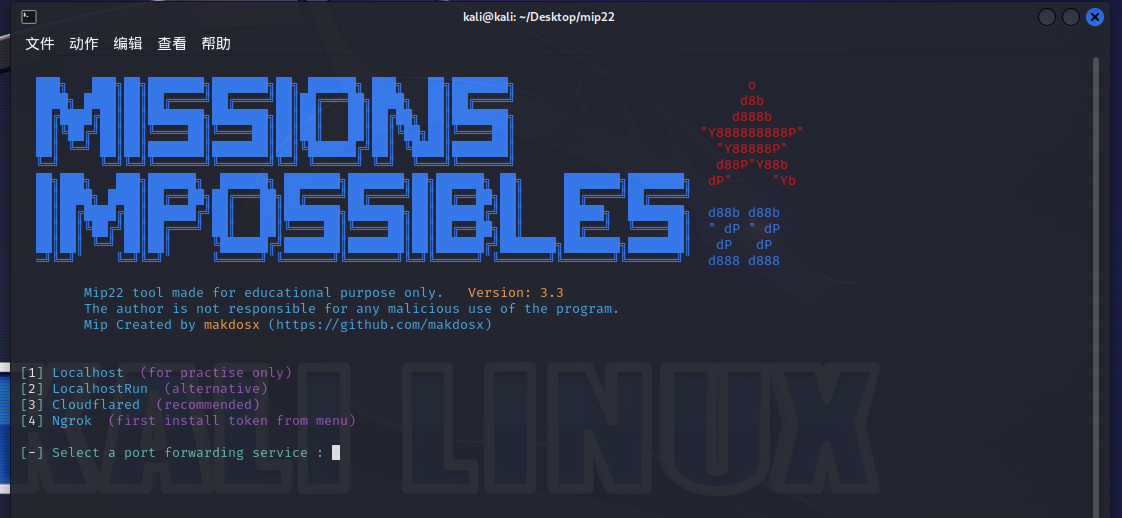 kali@kali: ~/Desktop/mip22
文件 动作 编辑 查看 帮助
MISSIONS
IMPOSSIBLES
o
d8b
d888b
"Y888888888P"
"Y88888P"
d88P"Y88b
dP" "Yb
d88b d88b
" dP " dP
dP dP
d888 d888
Mip22 tool made for educational purpose only. Version: 3.3
The author is not responsible for any malicious use of the program.
Mip Created by makdosx (https://github.com/makdosx)
[1] Localhost (for practise only)
[2] LocalhostRun (alternative)
[3] Cloudflared (recommended)
[4] Ngrok (first install token from menu)
[-] Select a port forwarding service :
KALI LINUX